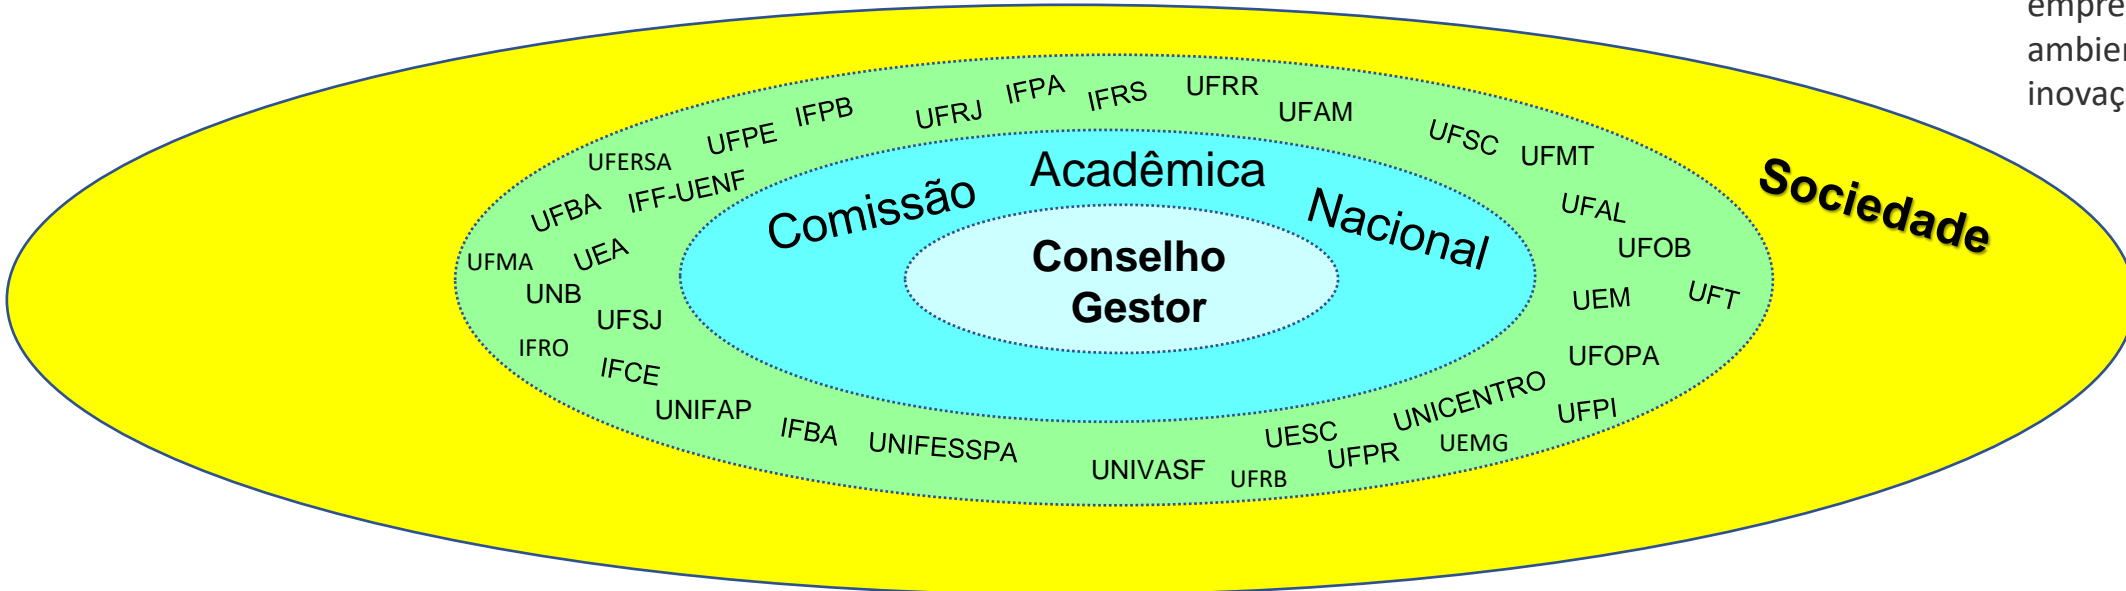 ambien
inovaç
IFPA
IFRS
UFRR
IFPB
UFRJ
UFAM
UFPE
UFSC
UFMT
UFERSA
IFF-UENF
UFBA
UFAL
UFOB
UFMA
UEA
UNB
UFSJ
UEM
UFT
IFRO
IFCE
UFOPA
UNIFAP
IFBA
UNIFESSPA
UNICENTRO
UFPI
UESC
UFPR
UEMG
UNIVASF
UFRB
Comissão Acadêmica Nacional
Conselho
Gestor
Sociedade